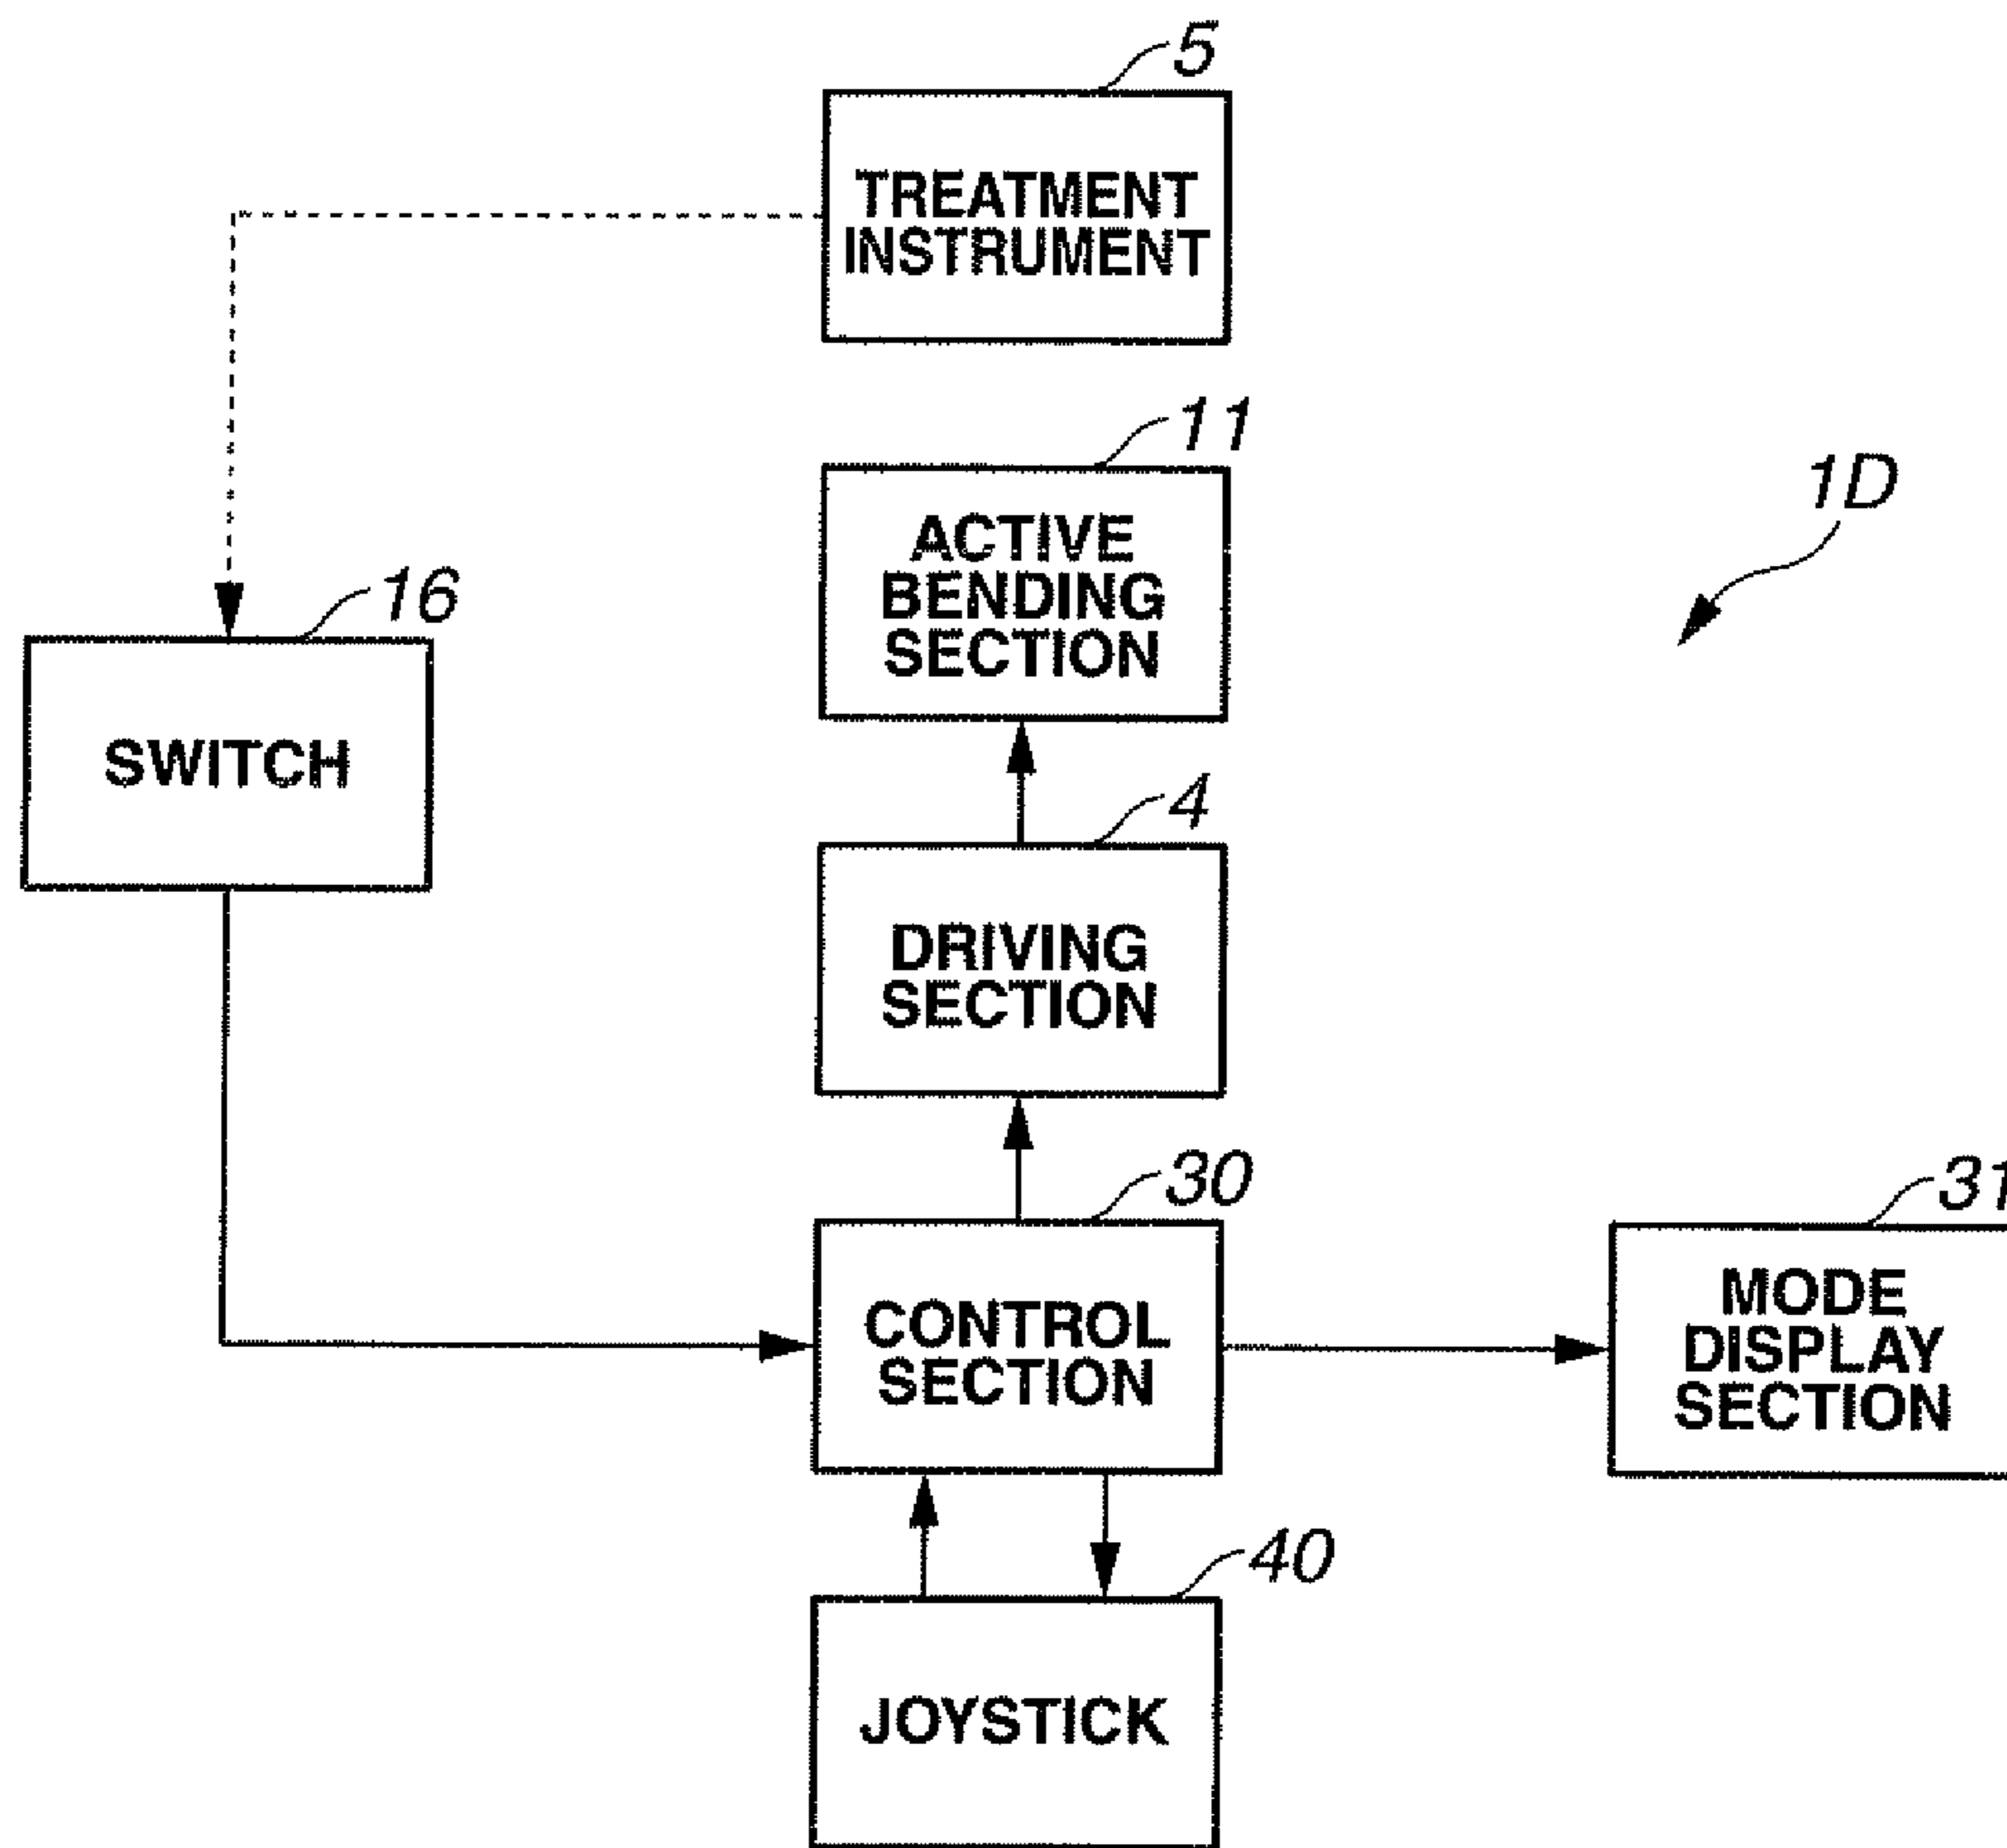 5
TREATMENT
INSTRUMENT
11
ACTIVE
BENDING
SECTION
1D
16
SWITCH
4
DRIVING
SECTION
30
CONTROL
SECTION
31
MODE
DISPLAY
SECTION
40
JOYSTICK